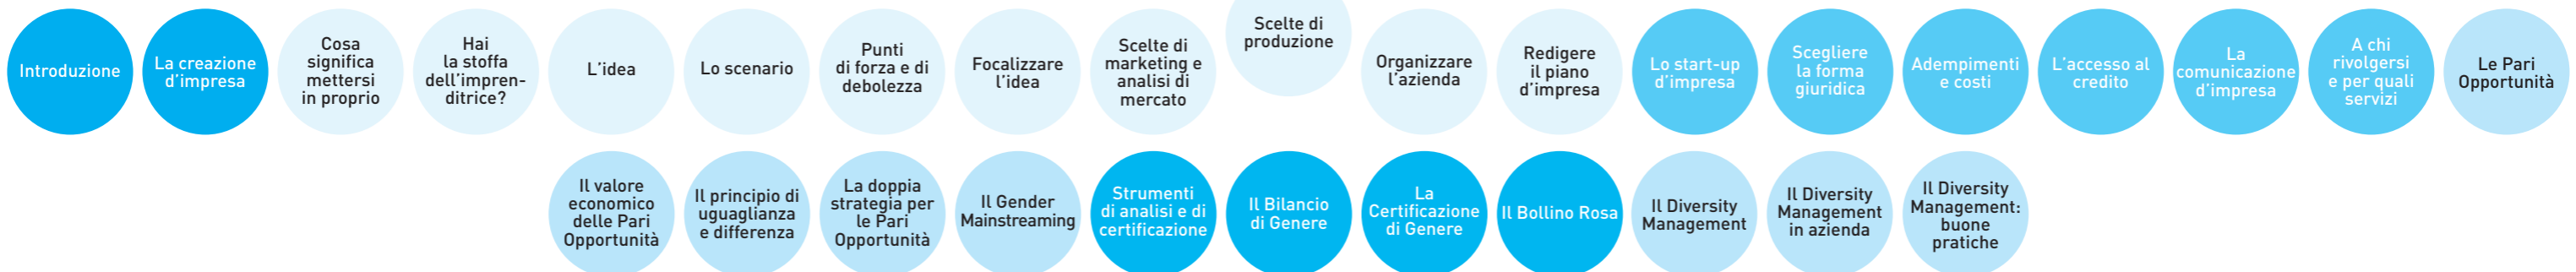 Introduzione
La creazione
d'impresa
Cosa
significa
mettersi
in proprio
Hai
la stoffa
dell'impren-
ditrice?
L'idea
Lo scenario
Punti
di forza e di
debolezza
Focalizzare
l'idea
Scelte di
marketing e
analisi di
mercato
Scelte di
produzione
Organizzare
l'azienda
Redigere
il piano
d'impresa
Lo start-up
d'impresa
Scegliere
la forma
giuridica
Adempimenti
e costi
L'accesso al
credito
La
comunicazione
d'impresa
A chi
rivolgersi
e per quali
servizi
Le Pari
Opportunità
Il valore
economico
delle Pari
Opportunità
Il principio di
uguaglianza
e differenza
La doppia
strategia per
le Pari
Opportunità
Il Gender
Mainstreaming
Strumenti
di analisi e di
certificazione
Il Bilancio
di Genere
La
Certificazione
di Genere
Il Bollino Rosa
Il Diversity
Management
Il Diversity
Management
in azienda
Il Diversity
Management:
buone
pratiche